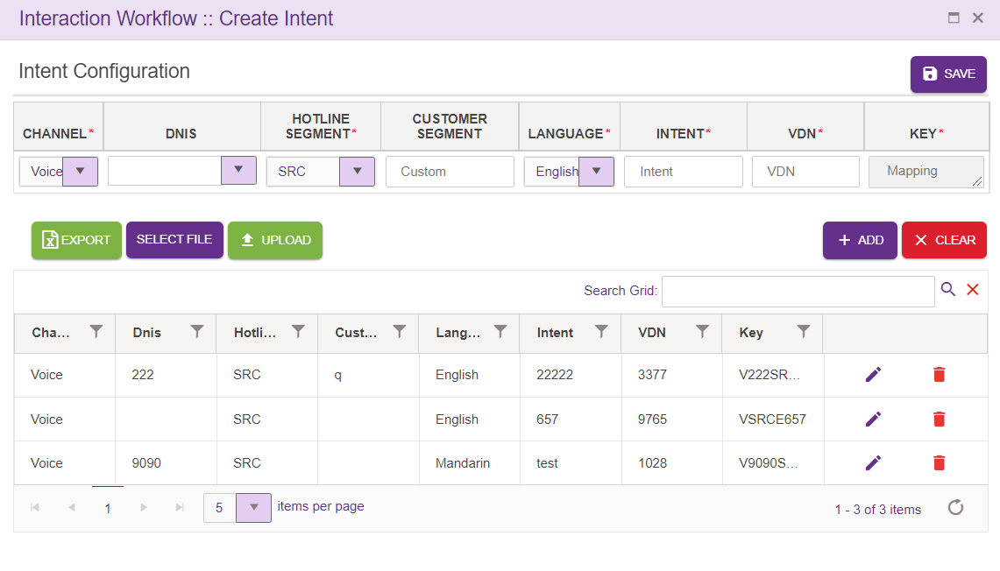 Interaction Workflow :: Create Intent
Intent Configuration
SAVE
CHANNEL* DNIS HOTLINE SEGMENT* CUSTOMER SEGMENT LANGUAGE* INTENT* VDN* KEY*
Voice SRC Custom English Intent VDN Mapping
EXPORT SELECT FILE UPLOAD ADD CLEAR
Search Grid:
Cha... Dnis Hotli... Cust... Lang... Intent VDN Key
Voice 222 SRC q English 22222 3377 V222SR...
Voice SRC English 657 9765 VSRCE657
Voice 9090 SRC Mandarin test 1028 V9090S...
1 5 items per page 1 - 3 of 3 items